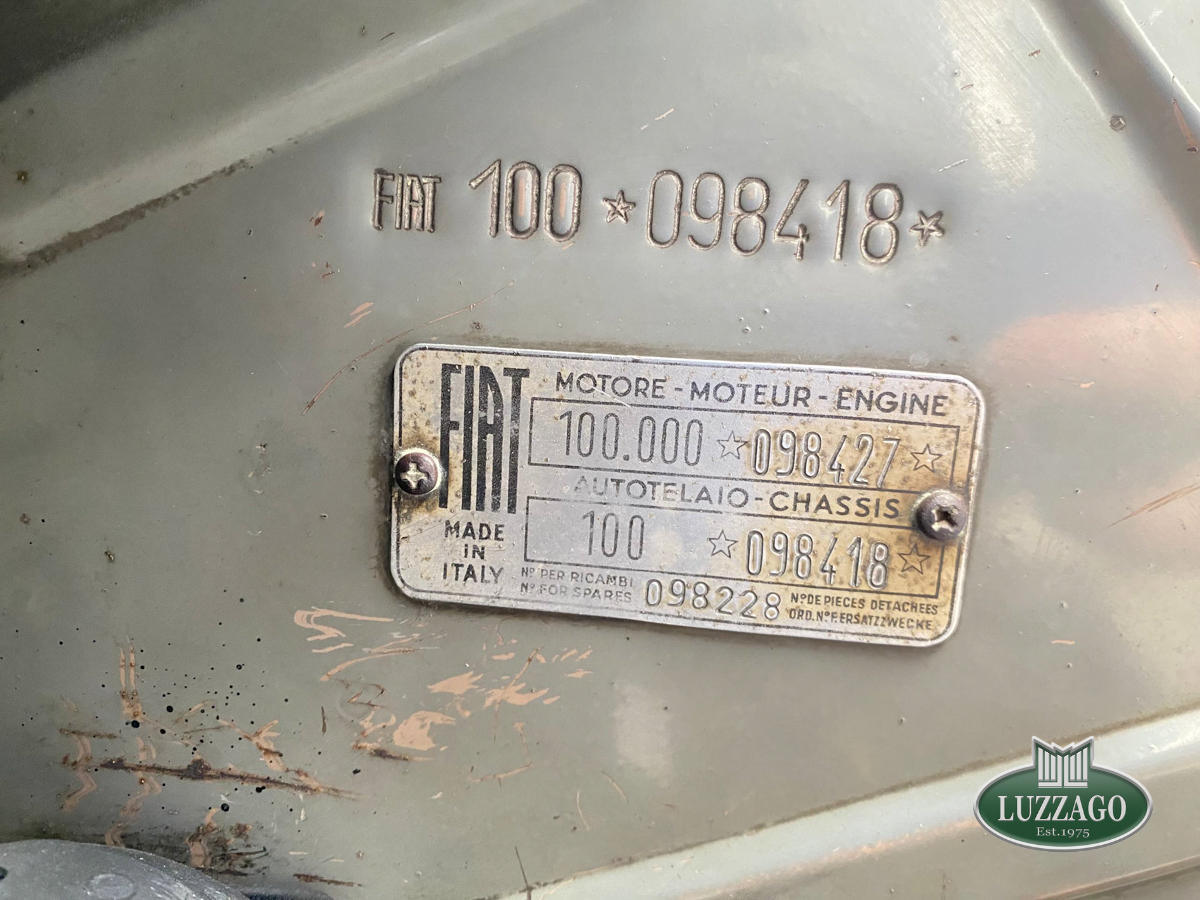 FIAT 100 ☆098418☆
FIAT
MADE
IN
ITALY
MOTORE - MOTEUR - ENGINE
100.000 ☆098427☆
AUTOTELAIO - CHASSIS
100 ☆098418☆
Nº PER RICAMBI
Nº FOR SPARES
098228
Nº DE PIECES DETACHEES
ORD. Nº F. ERSATZZWECKE
LUZZAGO
Est.1975